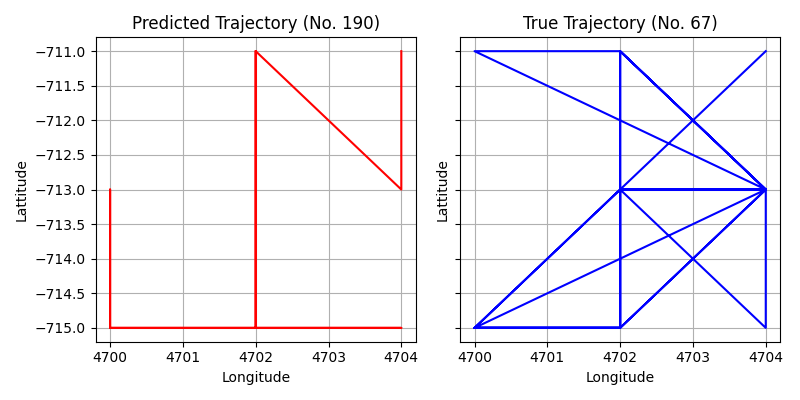 Predicted Trajectory (No. 190)
True Trajectory (No. 67)
−711.0
−711.5
−712.0
−712.5
−713.0
−713.5
−714.0
−714.5
−715.0
Lattitude
Lattitude
4700 4701 4702 4703 4704
4700 4701 4702 4703 4704
Longitude
Longitude